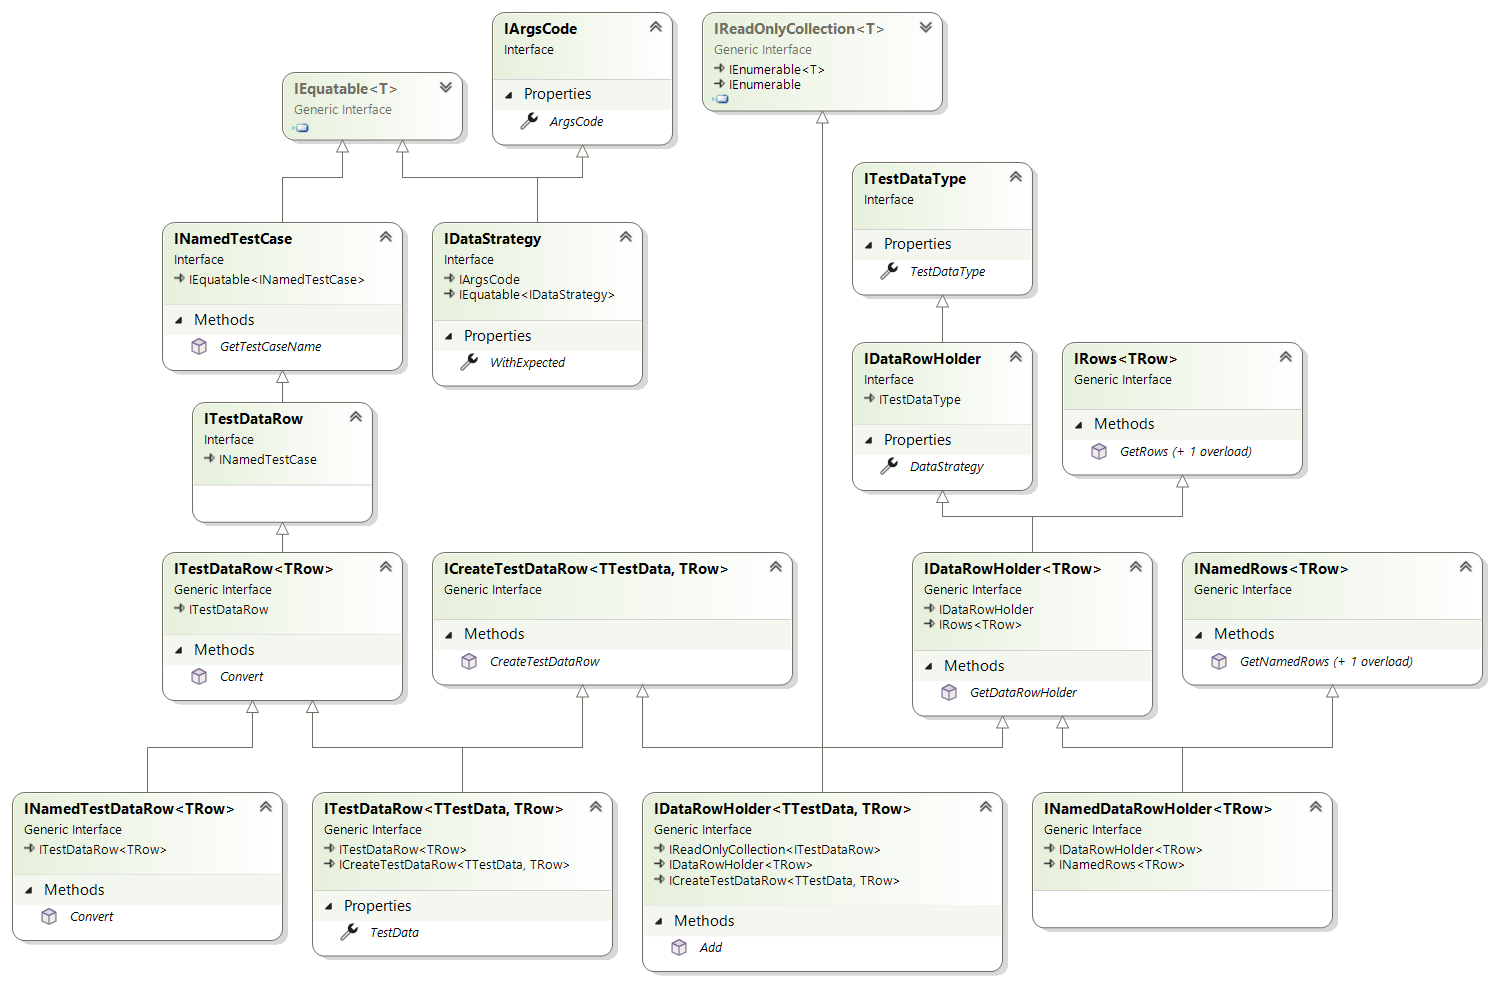 IArgsCode
Interface
Properties
ArgsCode
IReadOnlyCollection<T>
Generic Interface
IEnumerable<T>
IEnumerable
IEquatable<T>
Generic Interface
ITestDataType
Interface
Properties
TestDataType
INamedTestCase
Interface
IEquatable<INamedTestCase>
Methods
GetTestCaseName
IDataStrategy
Interface
IArgsCode
IEquatable<IDataStrategy>
Properties
WithExpected
IDataRowHolder
Interface
ITestDataType
Properties
DataStrategy
IRows<TRow>
Generic Interface
Methods
GetRows (+ 1 overload)
ITestDataRow
Interface
INamedTestCase
ITestDataRow<TRow>
Generic Interface
ITestDataRow
Methods
Convert
ICreateTestDataRow<TTestData, TRow>
Generic Interface
Methods
CreateTestDataRow
IDataRowHolder<TRow>
Generic Interface
IDataRowHolder
IRows<TRow>
Methods
GetDataRowHolder
INamedRows<TRow>
Generic Interface
Methods
GetNamedRows (+ 1 overload)
INamedTestDataRow<TRow>
Generic Interface
ITestDataRow<TRow>
Methods
Convert
ITestDataRow<TTestData, TRow>
Generic Interface
ITestDataRow<TRow>
ICreateTestDataRow<TTestData, TRow>
Properties
TestData
IDataRowHolder<TTestData, TRow>
Generic Interface
IReadOnlyCollection<ITestDataRow>
IDataRowHolder<TRow>
ICreateTestDataRow<TTestData, TRow>
Methods
Add
INamedDataRowHolder<TRow>
Generic Interface
IDataRowHolder<TRow>
INamedRows<TRow>